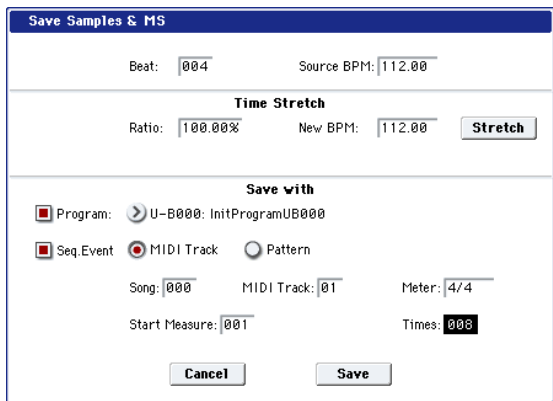 Save Samples & MS
Beat: 004 Source BPM: 112.00
Time Stretch
Ratio: 100.00% New BPM: 112.00 Stretch
Save with
Program: U-B000: InitProgramUB000
Seq.Event MIDI Track Pattern
Song: 000 MIDI Track: 01 Meter: 4/4
Start Measure: 001 Times: 008
Cancel Save